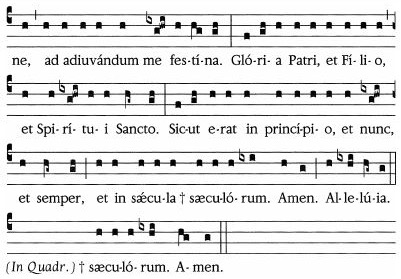 ne, ad adiuvándum me festína. Glória Patri, et Fílio,
et Spirítui Sancto. Sicut erat in princípio, et nunc,
et semper, et in sǽcula † sæculórum. Amen. Allelúia.
(In Quadr.) † sæculórum. Amen.